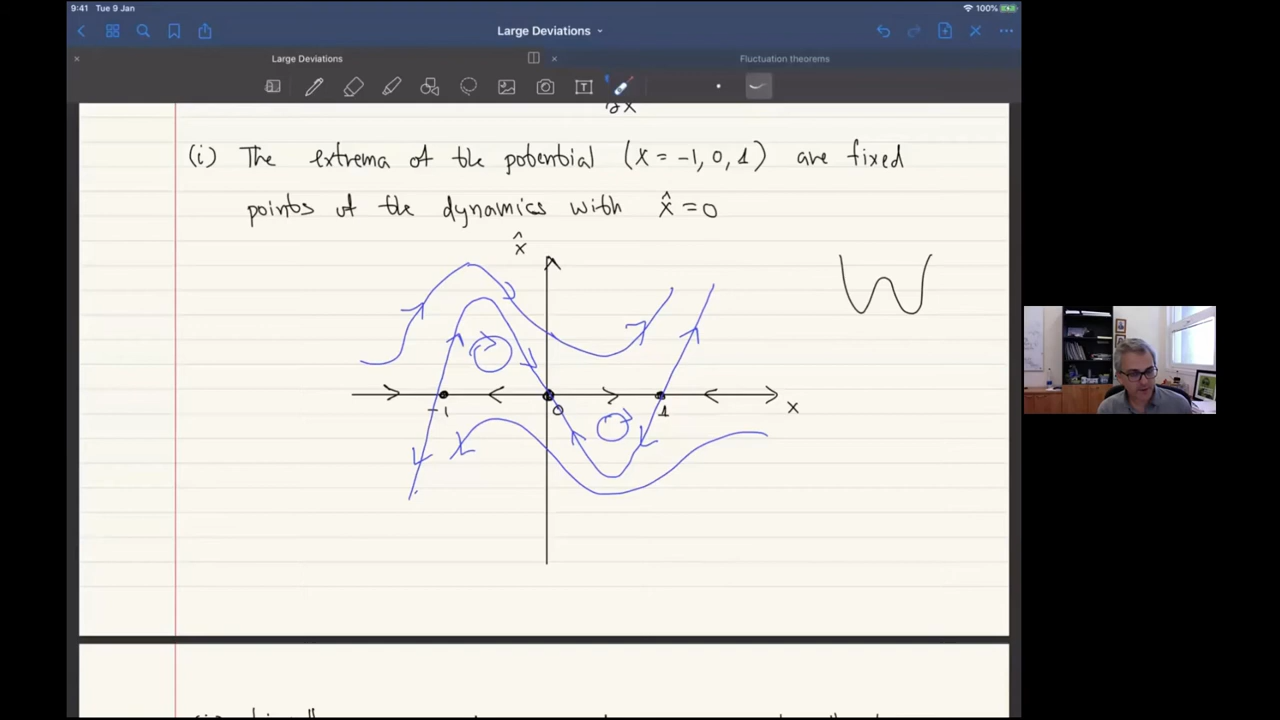 9:41 Tue 9 Jan
100%
Large Deviations
Large Deviations
Fluctuation theorems
∂x
(i) The extrema of the potential (x = -1, 0, 1) are fixed
points of the dynamics with x̂ = 0
x̂
-1
0
1
x